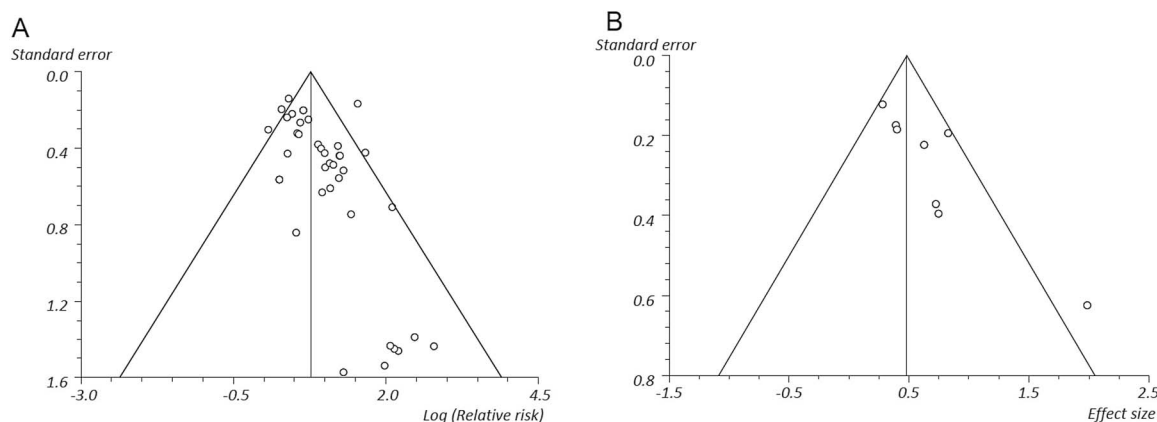 A
Standard error
0.0
0.4
0.8
1.2
1.6
-3.0 -0.5 2.0 4.5
Log (Relative risk)
B
Standard error
0.0
0.2
0.4
0.6
0.8
-1.5 -0.5 0.5 1.5 2.5
Effect size